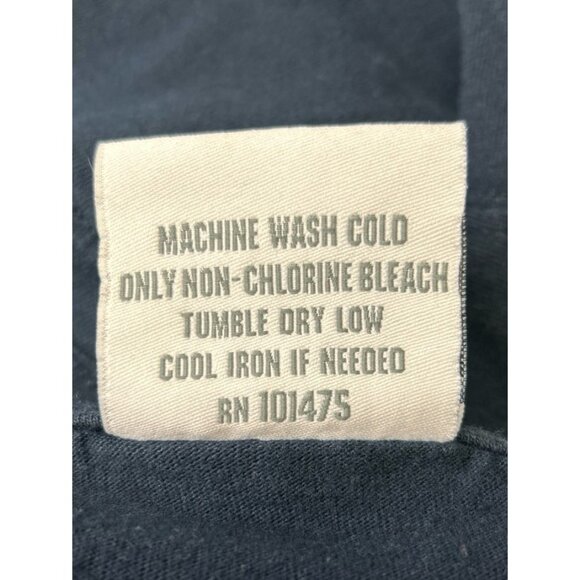 MACHINE WASH COLD
ONLY NON-CHLORINE BLEACH
TUMBLE DRY LOW
COOL IRON IF NEEDED
RN 101475